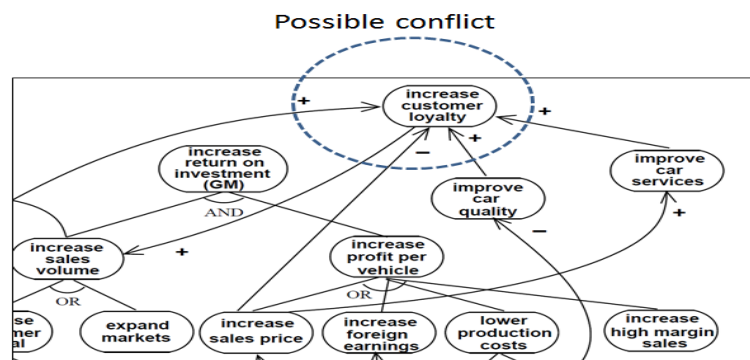 Possible conflict
increase
customer
loyalty
+
+
+
−
increase
return on
investment
(GM)
AND
improve
car
services
improve
car
quality
+
−
+
increase
sales
volume
increase
profit per
vehicle
OR
OR
expand
markets
increase
sales price
increase
foreign
earnings
lower
production
costs
increase
high margin
sales